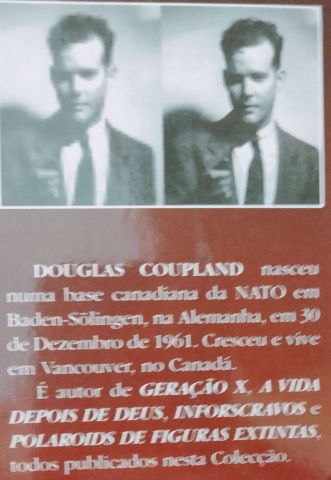 DOUGLAS COUPLAND nasceu
numa base canadiana da NATO em
Baden-Sölingen, na Alemanha, em 30
de Dezembro de 1961. Cresceu e vive
em Vancouver, no Canadá.
É autor de GERAÇÃO X, A VIDA
DEPOIS DE DEUS, INFORSCRAVOS e
POLAROIDS DE FIGURAS EXTINTAS,
todos publicados nesta Colecção.